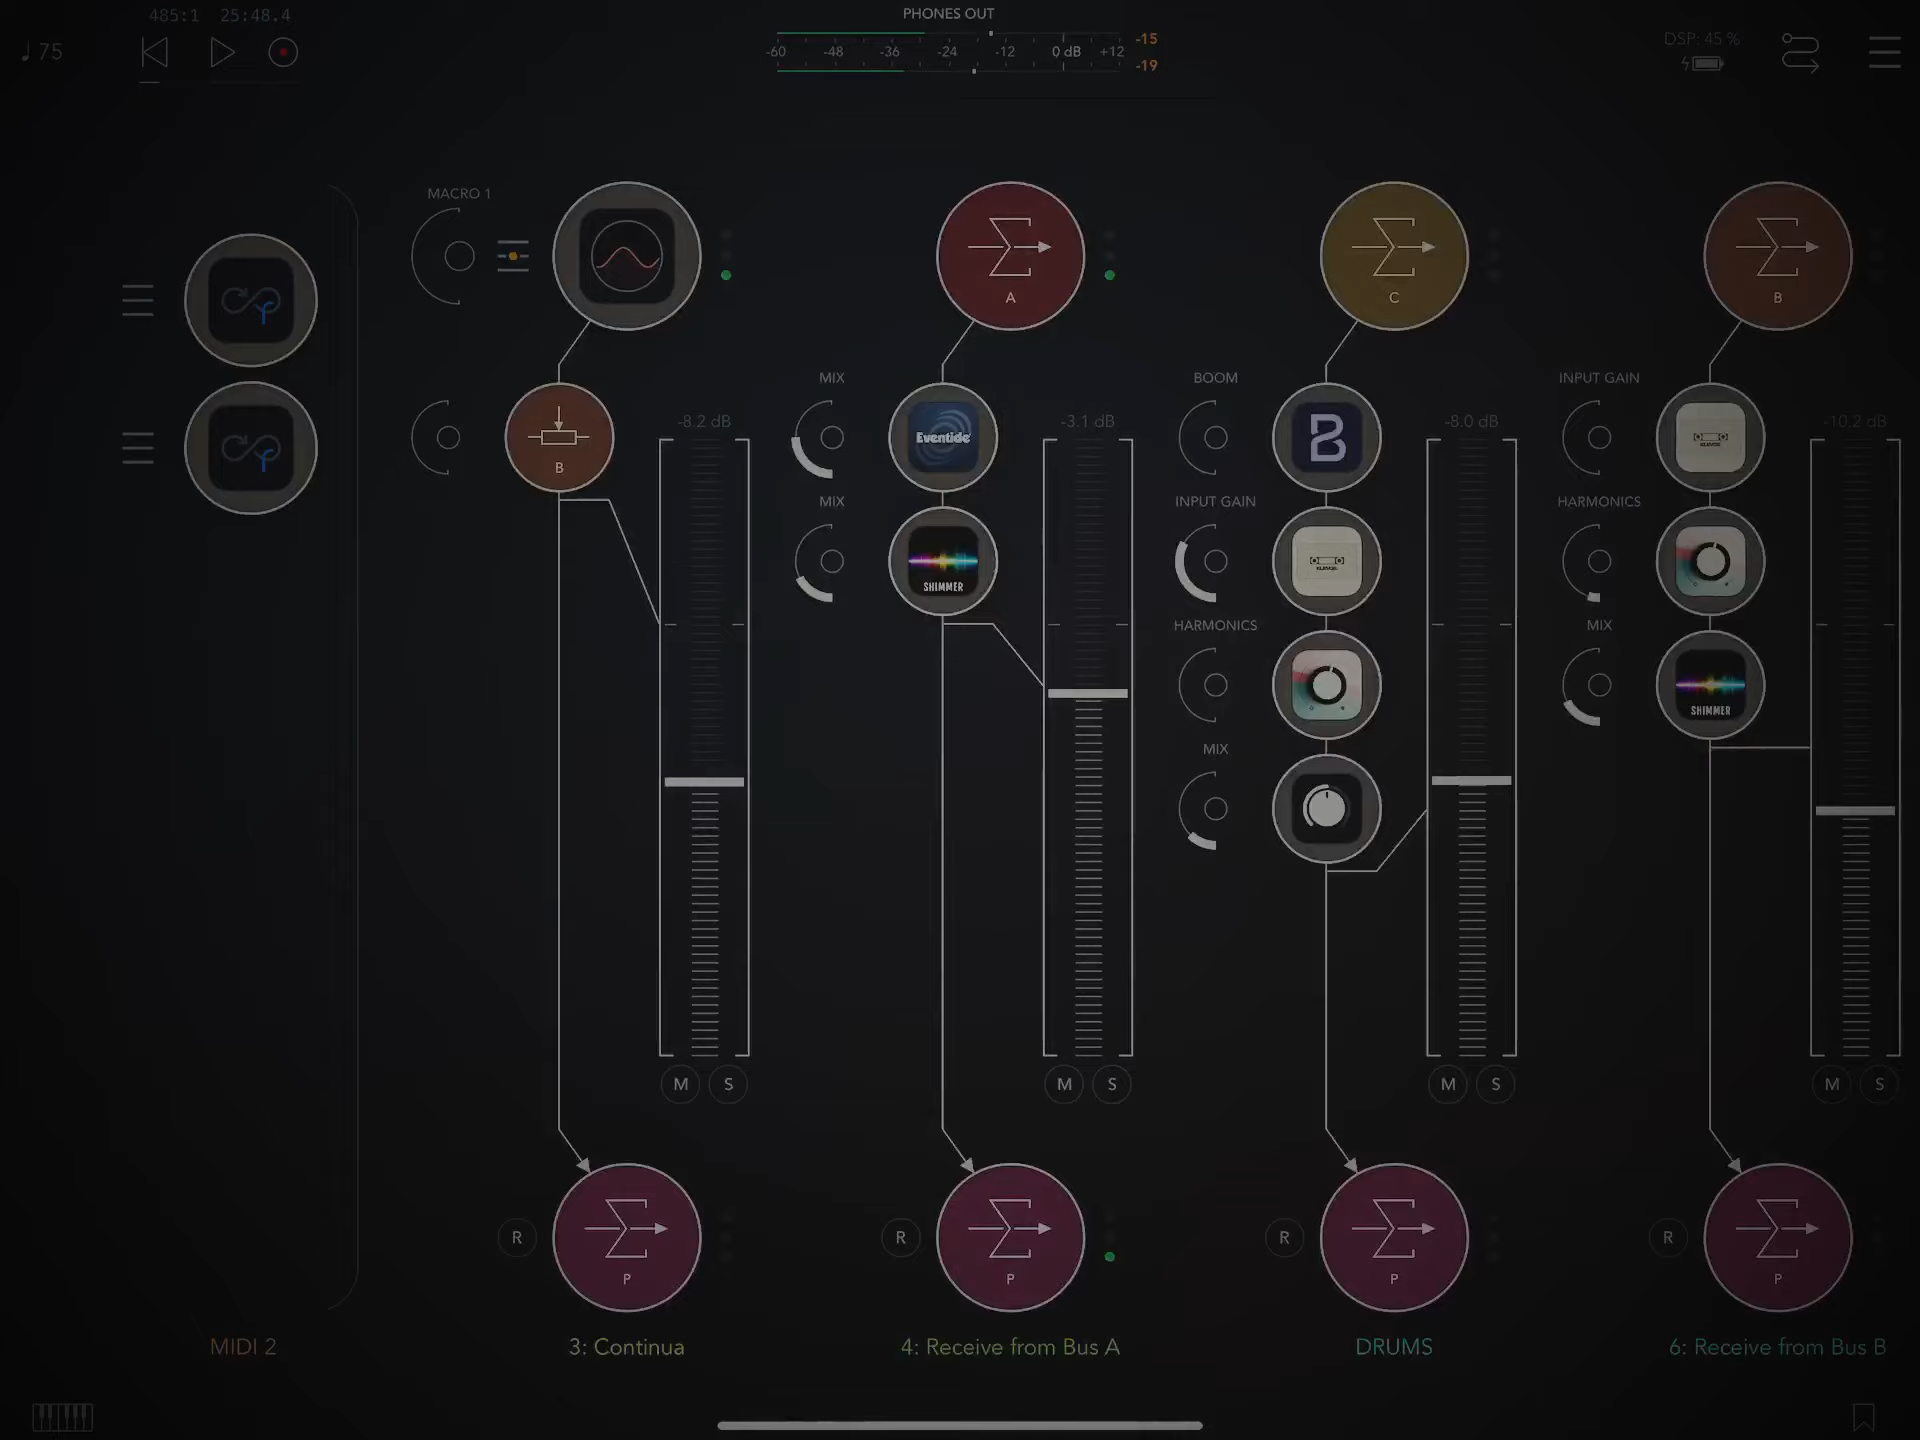 485:1 25:48.4
PHONES OUT
♩75
-60 -48 -36 -24 -12 0 dB +12
-15
-19
DSP: 45 %
MACRO 1
A
C
B
MIX
BOOM
INPUT GAIN
-8.2 dB
-3.1 dB
-8.0 dB
-10.2 dB
Eventide
B
B
MIX
INPUT GAIN
HARMONICS
SHIMMER
HARMONICS
MIX
SHIMMER
MIX
M S
M S
M S
M S
R
R
R
R
P
P
P
P
MIDI 2
3: Continua
4: Receive from Bus A
DRUMS
6: Receive from Bus B